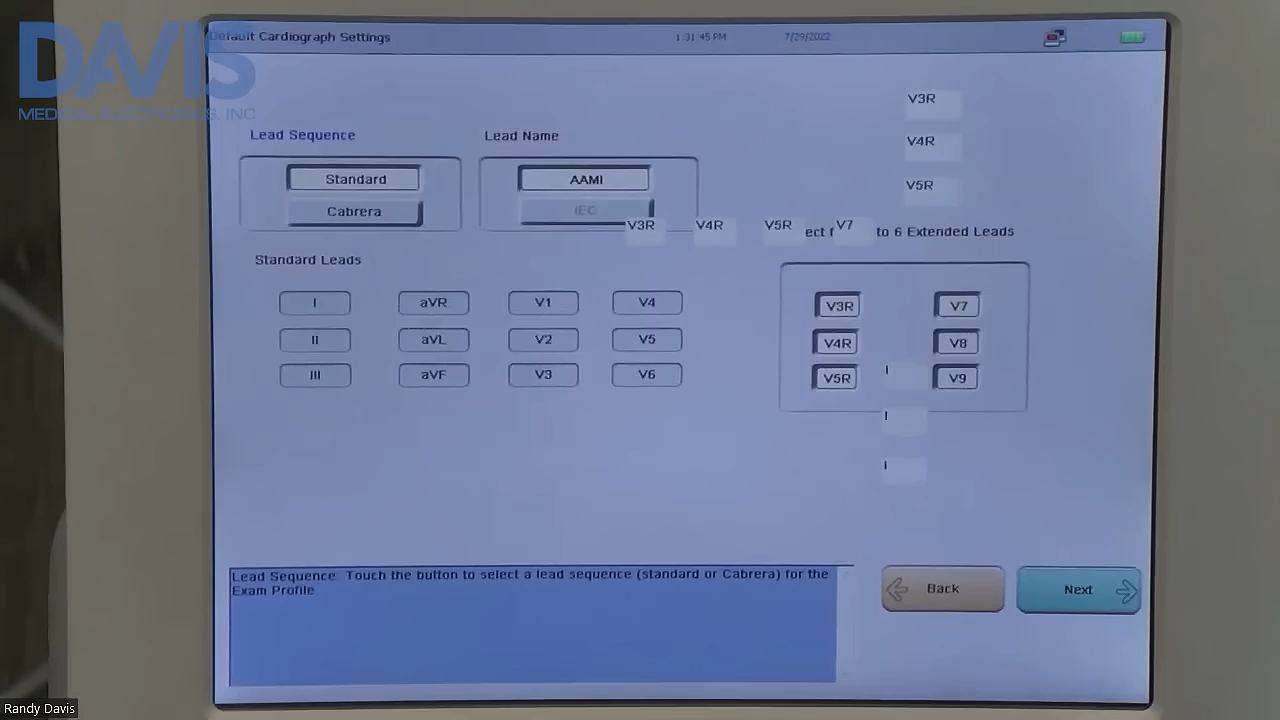 DAVIS
MEDICAL ELECTRONICS, INC
Default Cardiograph Settings
1:31:45 PM
7/29/2022
V3R
V4R
V5R
Lead Sequence
Lead Name
Standard
Cabrera
AAMI
IEC
V3R V4R V5R V7
to 6 Extended Leads
Standard Leads
I aVR V1 V4
II aVL V2 V5
III aVF V3 V6
V3R V7
V4R V8
V5R V9
I
I
I
Lead Sequence: Touch the button to select a lead sequence (standard or Cabrera) for the
Exam Profile
Back
Next
Randy Davis